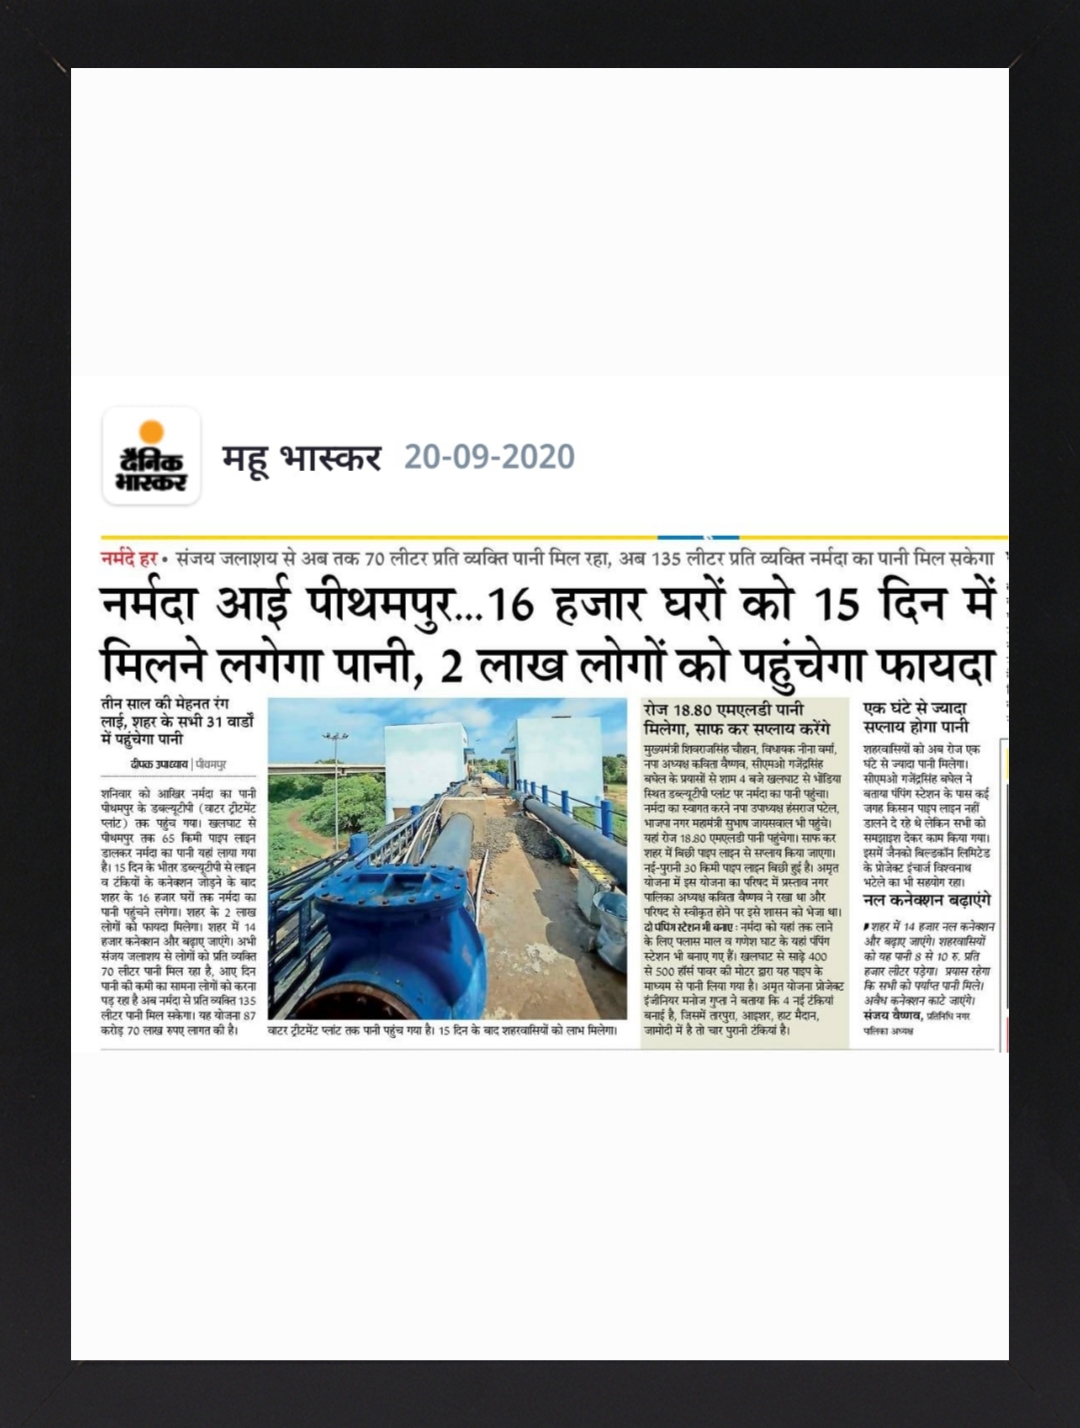 दैनिक
भास्कर
महू भास्कर 20-09-2020
नर्मदे हर • संजय जलाशय से अब तक 70 लीटर प्रति व्यक्ति पानी मिल रहा, अब 135 लीटर प्रति व्यक्ति नर्मदा का पानी मिल सकेगा
नर्मदा आई पीथमपुर...16 हजार घरों को 15 दिन में
मिलने लगेगा पानी, 2 लाख लोगों को पहुंचेगा फायदा
तीन साल की मेहनत रंग
लाई, शहर के सभी 31 वार्डों
में पहुंचेगा पानी
दीपक उपाध्याय | पीथमपुर
शनिवार को आखिर नर्मदा का पानी
पीथमपुर के डबल्यूटीपी (वाटर ट्रीटमेंट
प्लांट) तक पहुंच गया। खलघाट से
पीथमपुर तक 65 किमी पाइप लाइन
डालकर नर्मदा का पानी यहां लाया गया
है। 15 दिन के भीतर डब्ल्यूटीपी से लाइन
व टंकियों के कनेक्शन जोड़ने के बाद
शहर के 16 हजार घरों तक नर्मदा का
पानी पहुंचने लगेगा। शहर के 2 लाख
लोगों को फायदा मिलेगा। शहर में 14
हजार कनेक्शन और बढ़ाए जाएंगे। अभी
संजय जलाशय से लोगों को प्रति व्यक्ति
70 लीटर पानी मिल रहा है, आए दिन
पानी की कमी का सामना लोगों को करना
पड़ रहा है अब नर्मदा से प्रति व्यक्ति 135
लीटर पानी मिल सकेगा। यह योजना 87
करोड़ 70 लाख रुपए लागत की है।
वाटर ट्रीटमेंट प्लांट तक पानी पहुंच गया है। 15 दिन के बाद शहरवासियों को लाभ मिलेगा।
रोज 18.80 एमएलडी पानी
मिलेगा, साफ कर सप्लाय करेंगे
मुख्यमंत्री शिवराजसिंह चौहान, विधायक नीना वर्मा,
नपा अध्यक्ष कविता वैष्णव, सीएमओ गजेंद्रसिंह
बघेल के प्रयासों से शाम 4 बजे खलघाट से भोंडिया
स्थित डब्ल्यूटीपी प्लांट पर नर्मदा का पानी पहुंचा।
नर्मदा का स्वागत करने नपा उपाध्यक्ष हंसराज पटेल,
भाजपा नगर महामंत्री सुभाष जायसवाल भी पहुंचे।
यहां रोज 18.80 एमएलडी पानी पहुंचेगा। साफ कर
शहर में बिछी पाइप लाइन से सप्लाय किया जाएगा।
नई-पुरानी 30 किमी पाइप लाइन बिछी हुई है। अमृत
योजना में इस योजना का परिषद में प्रस्ताव नगर
पालिका अध्यक्ष कविता वैष्णव ने रखा था और
परिषद से स्वीकृत होने पर इसे शासन को भेजा था।
दो पंपिंग स्टेशन भी बनाए : नर्मदा को यहां तक लाने
के लिए पलास माल व गणेश घाट के यहां पंपिंग
स्टेशन भी बनाए गए हैं। खलघाट से साढ़े 400
से 500 हॉर्स पावर की मोटर द्वारा यह पाइप के
माध्यम से पानी लिया गया है। अमृत योजना प्रोजेक्ट
इंजीनियर मनोज गुप्ता ने बताया कि 4 नई टंकियां
बनाई है, जिसमें तारपुरा, आइशर, हाट मैदान,
जामोदी में है तो चार पुरानी टंकियां है।
एक घंटे से ज्यादा
सप्लाय होगा पानी
शहरवासियों को अब रोज एक
घंटे से ज्यादा पानी मिलेगा।
सीएमओ गजेंद्रसिंह बघेल ने
बताया पंपिंग स्टेशन के पास कई
जगह किसान पाइप लाइन नहीं
डालने दे रहे थे लेकिन सभी को
समझाइश देकर काम किया गया।
इसमें जैनको बिल्डकॉन लिमिटेड
के प्रोजेक्ट इंचार्ज विश्वनाथ
भटेले का भी सहयोग रहा।
नल कनेक्शन बढ़ाएंगे
शहर में 14 हजार नल कनेक्शन
और बढ़ाए जाएंगे। शहरवासियों
को यह पानी 8 से 10 रु. प्रति
हजार लीटर पड़ेगा। प्रयास रहेगा
कि सभी को पर्याप्त पानी मिले।
अवैध कनेक्शन काटे जाएंगे।
संजय वैष्णव, प्रतिनिधि नगर
पालिका अध्यक्ष